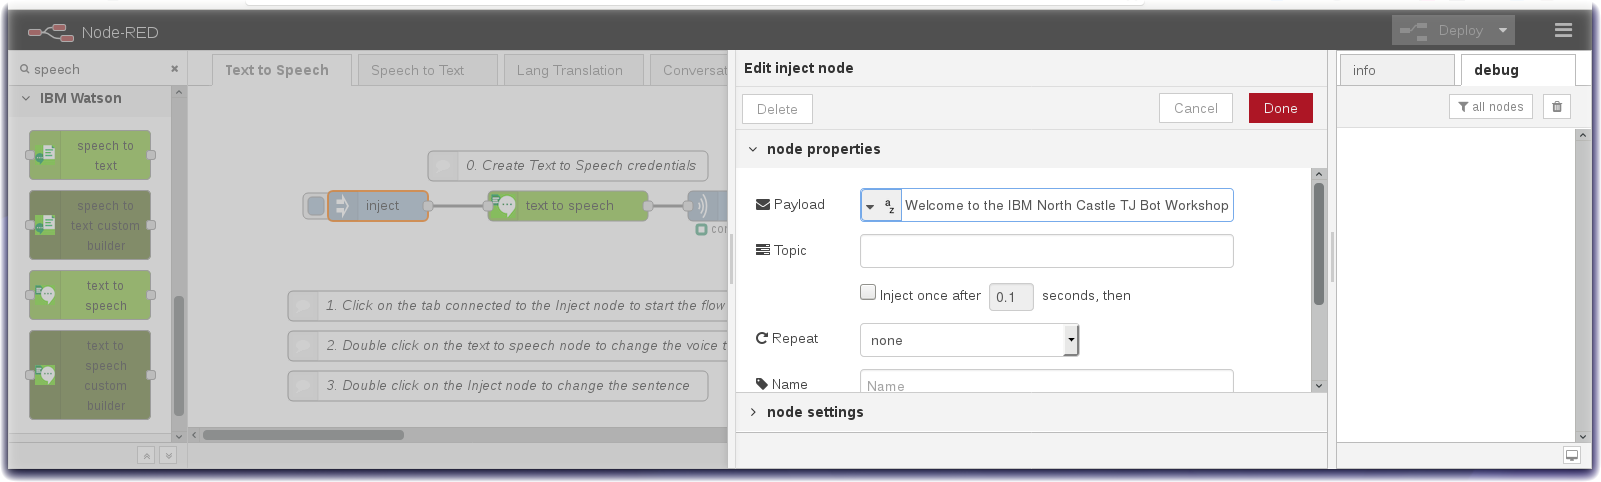 Node-RED
Deploy
speech
IBM Watson
speech to
text
speech to
text custom
builder
text to
speech
text to
speech
custom
builder
Text to Speech
Speech to Text
Lang Translation
Conversat
0. Create Text to Speech credentials
inject
text to speech
con
1. Click on the tab connected to the Inject node to start the flow
2. Double click on the text to speech node to change the voice t
3. Double click on the Inject node to change the sentence
Edit inject node
Delete
Cancel
Done
node properties
Payload
a
z
Welcome to the IBM North Castle TJ Bot Workshop
Topic
Inject once after 0.1 seconds, then
Repeat
none
Name
Name
node settings
info
debug
all nodes